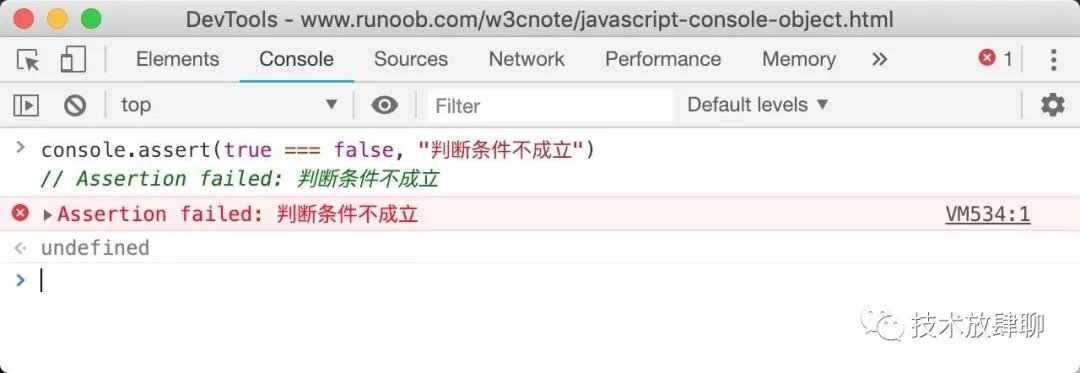 DevTools - www.runoob.com/w3cnote/javascript-console-object.html
Elements Console Sources Network Performance Memory » 1
top Filter Default levels ▼
> console.assert(true === false, "判断条件不成立")
// Assertion failed: 判断条件不成立
▶Assertion failed: 判断条件不成立 VM534:1
undefined
>
技术放肆聊